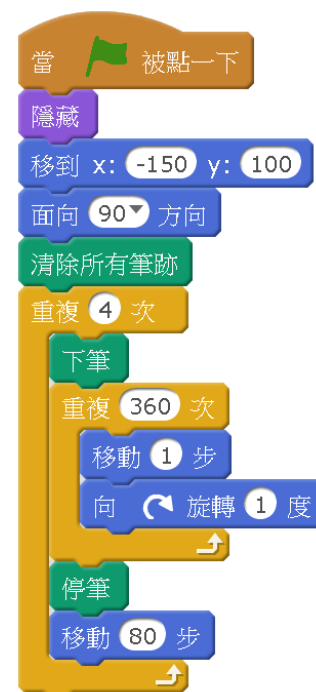 當 被點一下
隱藏
移到 x: -150 y: 100
面向 90 方向
清除所有筆跡
重複 4 次
下筆
重複 360 次
移動 1 步
向 旋轉 1 度
停筆
移動 80 步